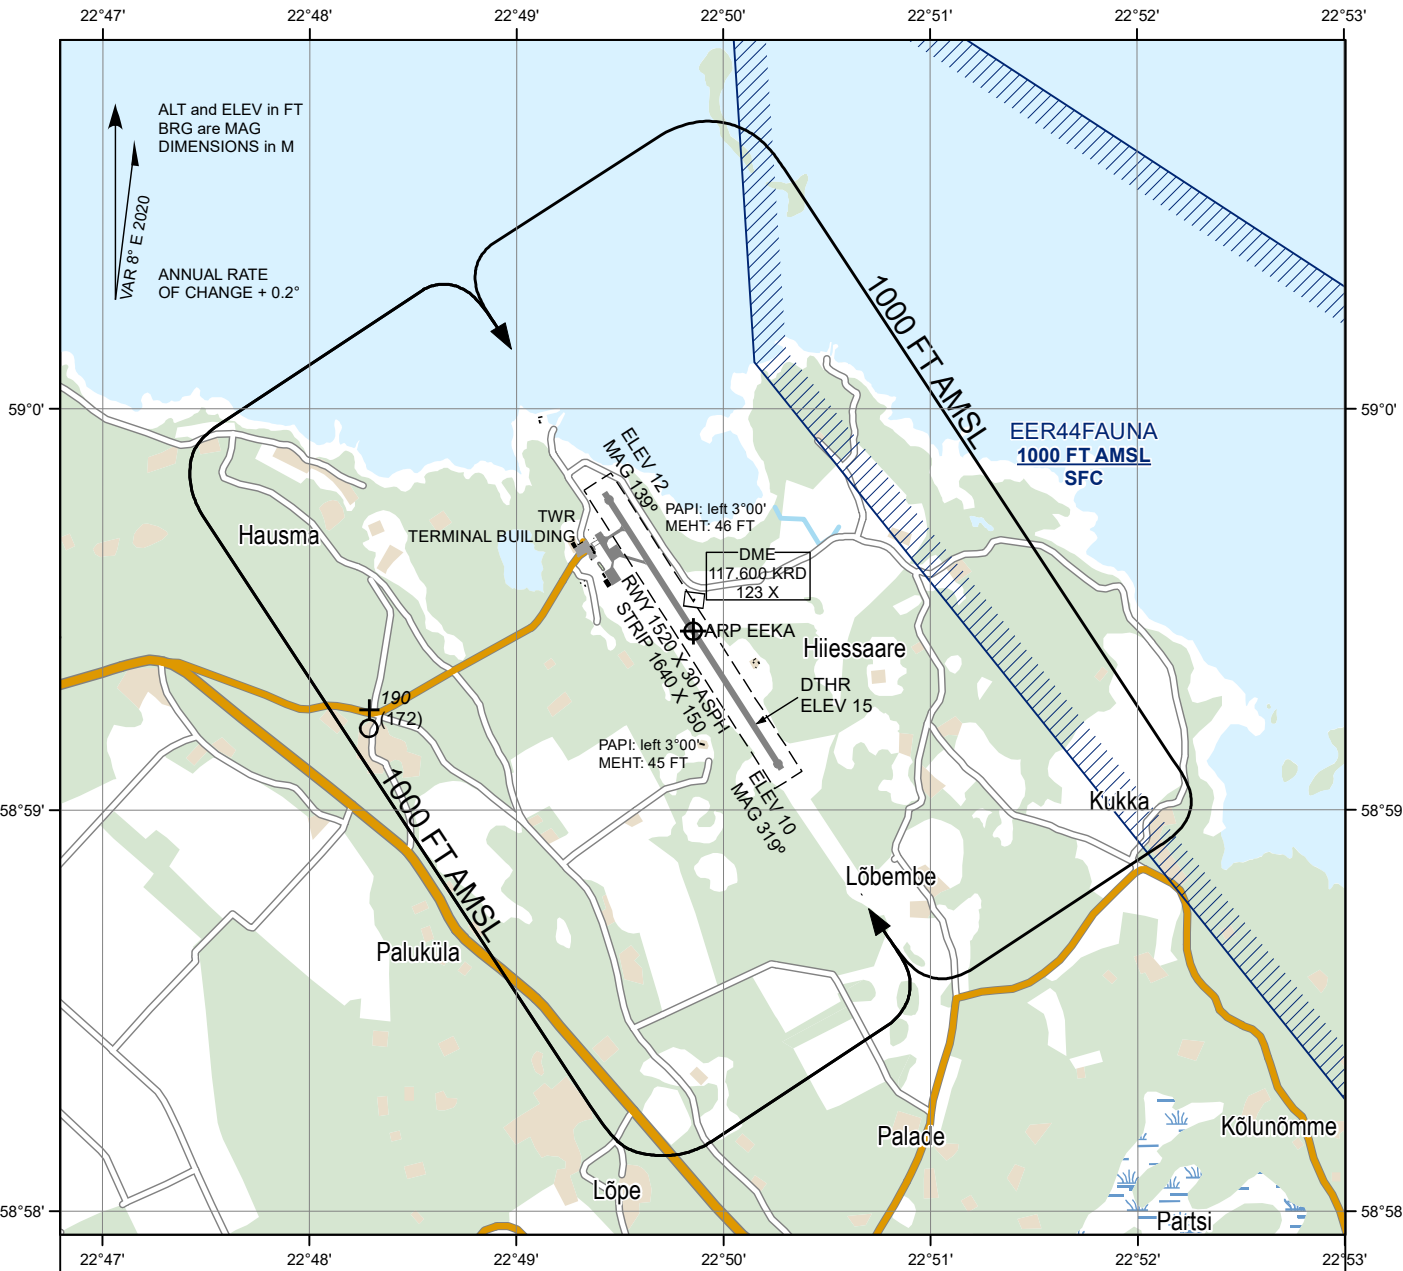 22°47'
22°48'
22°49'
22°50'
22°51'
22°52'
22°53'
ALT and ELEV in FT
BRG are MAG
DIMENSIONS in M
VAR 8° E 2020
ANNUAL RATE
OF CHANGE + 0.2°
1000 FT AMSL
59°0'
59°0'
EER44FAUNA
1000 FT AMSL
SFC
ELEV 12
MAG 139º
PAPI: left 3°00'
MEHT: 46 FT
TWR
TERMINAL BUILDING
Hausma
DME
117.600 KRD
123 X
RWY 1520 X 30 ASPH
STRIP 1640 X 150
ARP EEKA
Hiiessaare
DTHR
ELEV 15
190
(172)
PAPI: left 3°00'
MEHT: 45 FT
ELEV 10
MAG 319º
1000 FT AMSL
58°59'
58°59
Kukka
Lõbembe
Paluküla
Palade
Kõlunõmme
Lõpe
Partsi
58°58'
58°58
22°47'
22°48'
22°49'
22°50'
22°51'
22°52'
22°53'